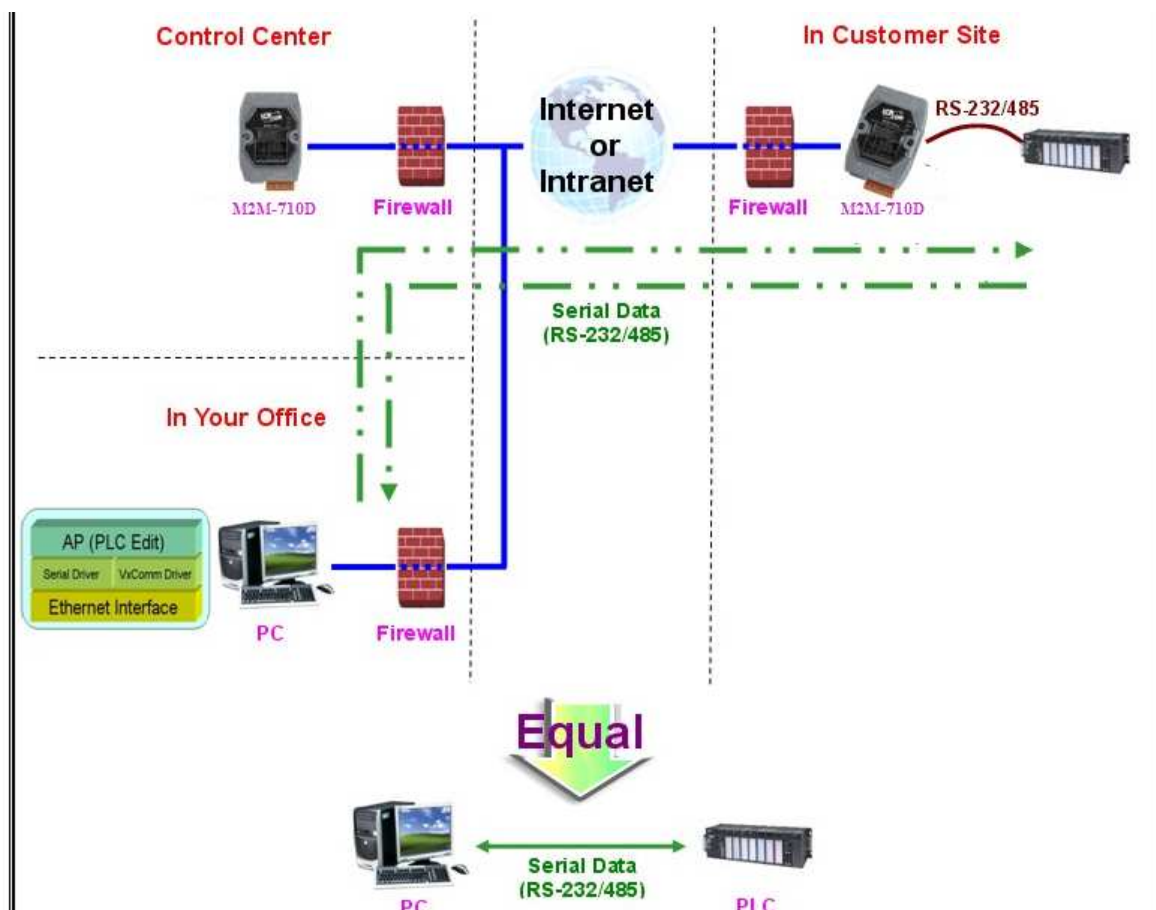 Control Center
In Customer Site
Internet
or
Intranet
RS-232/485
M2M-710D
Firewall
Firewall
M2M-710D
Serial Data
(RS-232/485)
In Your Office
AP (PLC Edit)
Serial Driver
VxComm Driver
Ethernet Interface
PC
Firewall
Equal
Serial Data
(RS-232/485)
PC
PLC